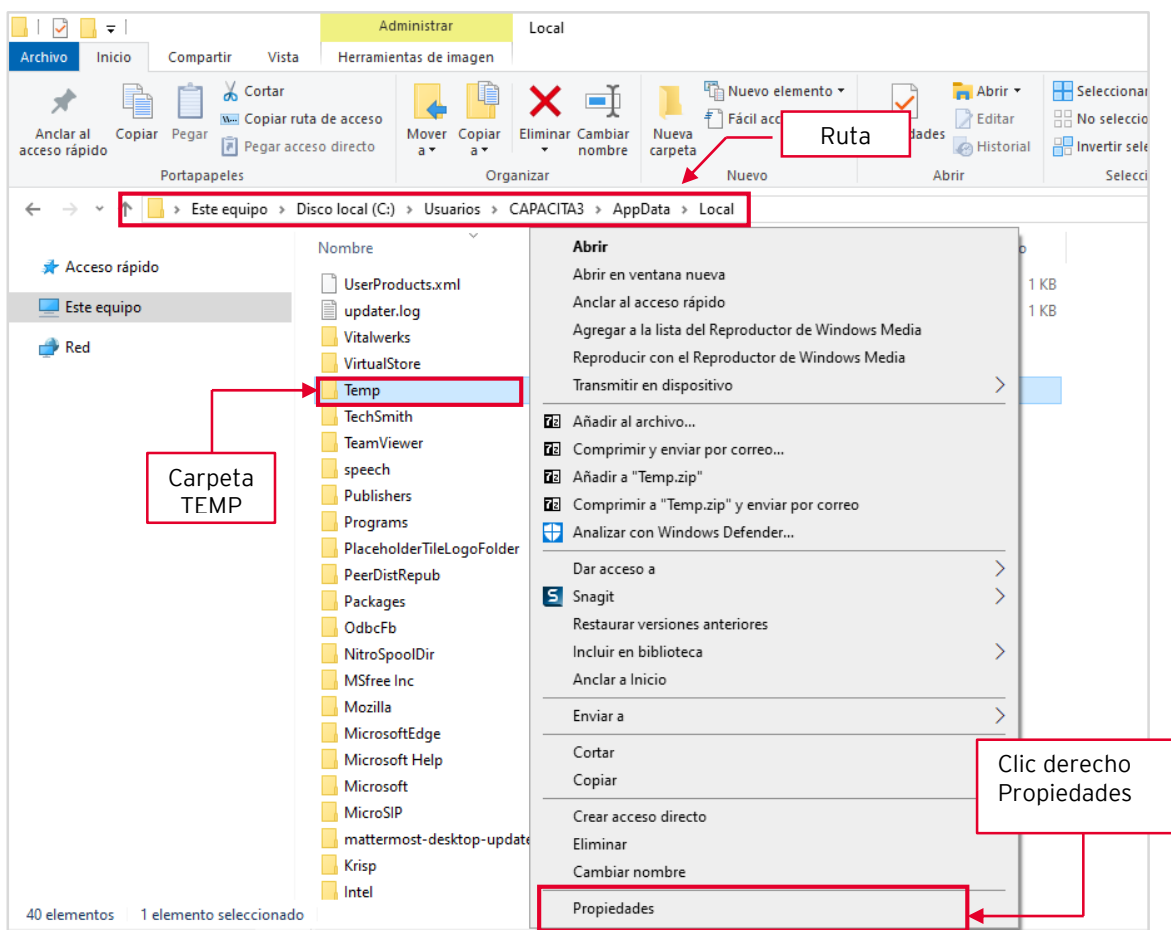 Administrar
Local
Archivo
Inicio
Compartir
Vista
Herramientas de imagen
Anclar al
acceso rápido
Copiar
Pegar
Cortar
Copiar ruta de acceso
Pegar acceso directo
Portapapeles
Mover
a
Copiar
a
Eliminar
Cambiar
nombre
Organizar
Nueva
carpeta
Nuevo elemento
Fácil acc
Nuevo
Ruta
dades
Abrir
Editar
Historial
Abrir
Seleccionar
No seleccio
Invertir sele
Selecci
Este equipo > Disco local (C:) > Usuarios > CAPACITA3 > AppData > Local
Acceso rápido
Este equipo
Red
Nombre
o
UserProducts.xml
1 KB
updater.log
1 KB
Vitalwerks
VirtualStore
Temp
TechSmith
TeamViewer
speech
Publishers
Programs
PlaceholderTileLogoFolder
PeerDistRepub
Packages
OdbcFb
NitroSpoolDir
MSfree Inc
Mozilla
MicrosoftEdge
Microsoft Help
Microsoft
MicroSIP
mattermost-desktop-update
Krisp
Intel
Carpeta
TEMP
Abrir
Abrir en ventana nueva
Anclar al acceso rápido
Agregar a la lista del Reproductor de Windows Media
Reproducir con el Reproductor de Windows Media
Transmitir en dispositivo
Añadir al archivo...
Comprimir y enviar por correo...
Añadir a "Temp.zip"
Comprimir a "Temp.zip" y enviar por correo
Analizar con Windows Defender...
Dar acceso a
Snagit
Restaurar versiones anteriores
Incluir en biblioteca
Anclar a Inicio
Enviar a
Cortar
Copiar
Crear acceso directo
Eliminar
Cambiar nombre
Propiedades
Clic derecho
Propiedades
40 elementos
1 elemento seleccionado